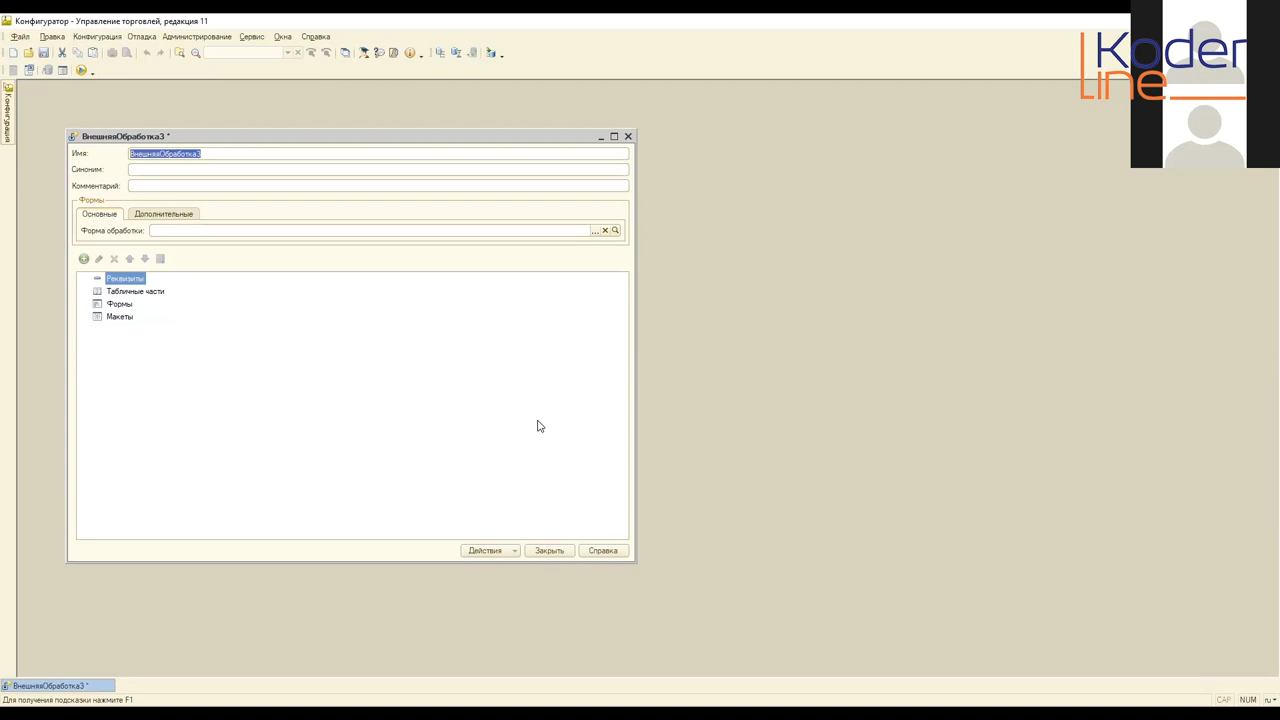 Конфигуратор - Управление торговлей, редакция 11
Файл Правка Конфигурация Отладка Администрирование Сервис Окна Справка
Koder
Line
Конфигурация
ВнешняяОбработка3 *
Имя: ВнешняяОбработка3
Синоним:
Комментарий:
Формы
Основные Дополнительные
Форма обработки:
Реквизиты
Табличные части
Формы
Макеты
Действия Закрыть Справка
ВнешняяОбработка3 *
Для получения подсказки нажмите F1
CAP NUM ru